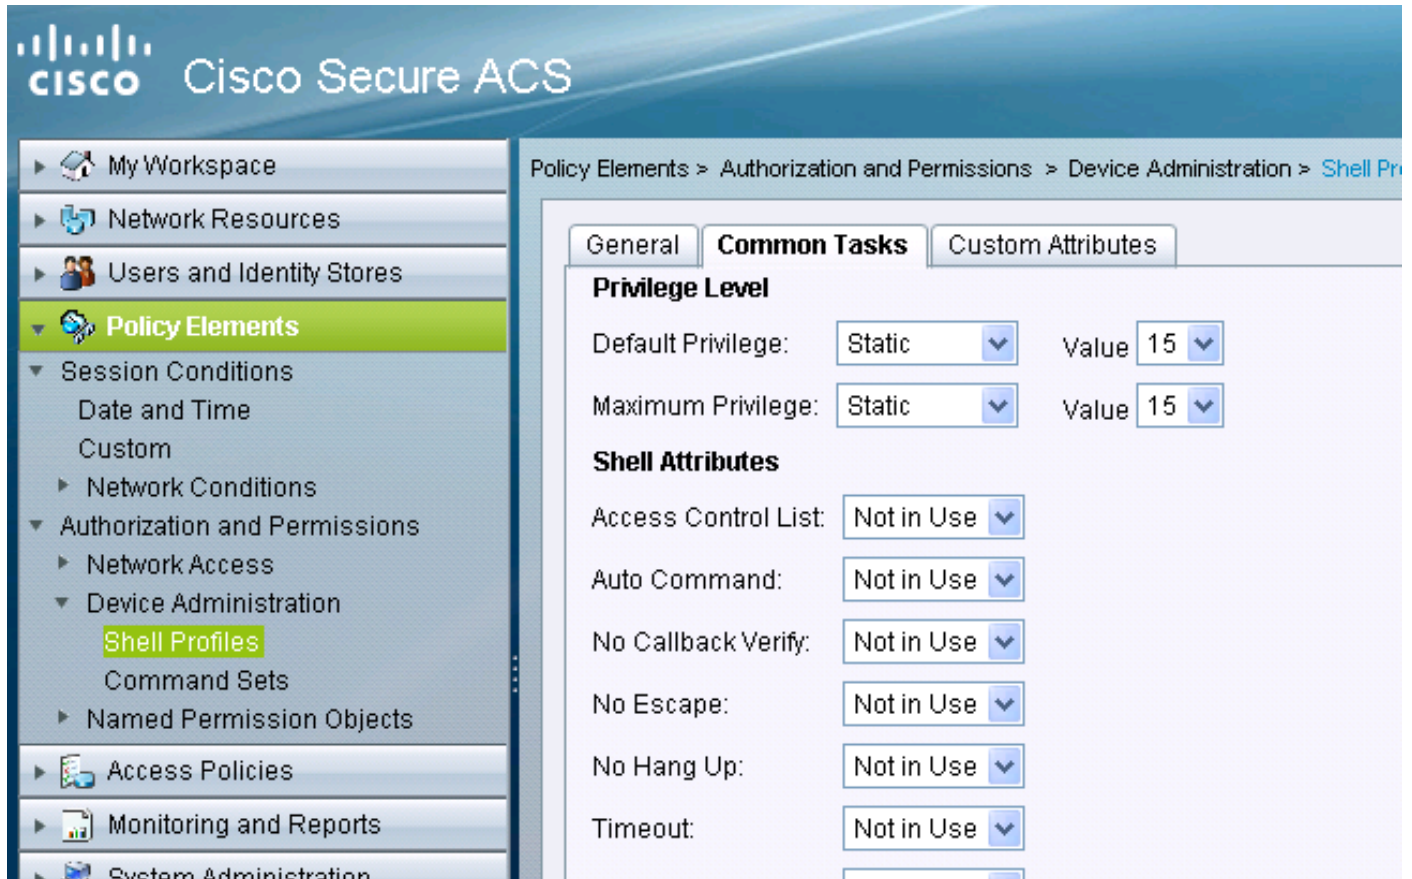 CISCO Cisco Secure ACS
My Workspace
Network Resources
Users and Identity Stores
Policy Elements
Session Conditions
Date and Time
Custom
Network Conditions
Authorization and Permissions
Network Access
Device Administration
Shell Profiles
Command Sets
Named Permission Objects
Access Policies
Monitoring and Reports
System Administration
Policy Elements > Authorization and Permissions > Device Administration > Shell
General Common Tasks Custom Attributes
Privilege Level
Default Privilege: Static Value 15
Maximum Privilege: Static Value 15
Shell Attributes
Access Control List: Not in Use
Auto Command: Not in Use
No Callback Verify: Not in Use
No Escape: Not in Use
No Hang Up: Not in Use
Timeout: Not in Use